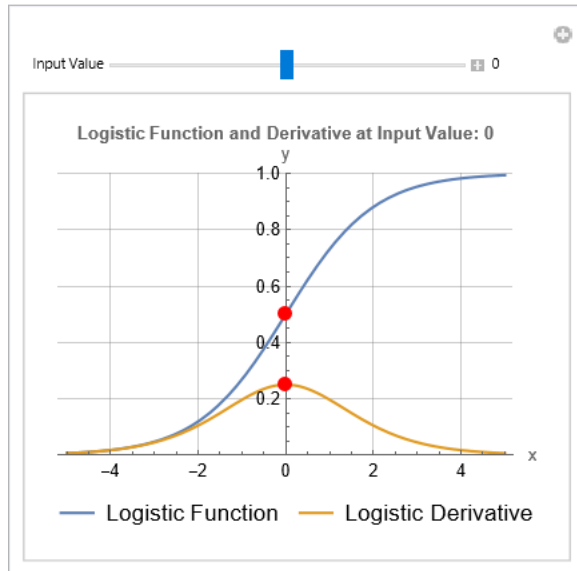 Input Value 0
Logistic Function and Derivative at Input Value: 0
y
1.0
0.8
0.6
0.4
0.2
x
−4 −2 0 2 4
Logistic Function Logistic Derivative